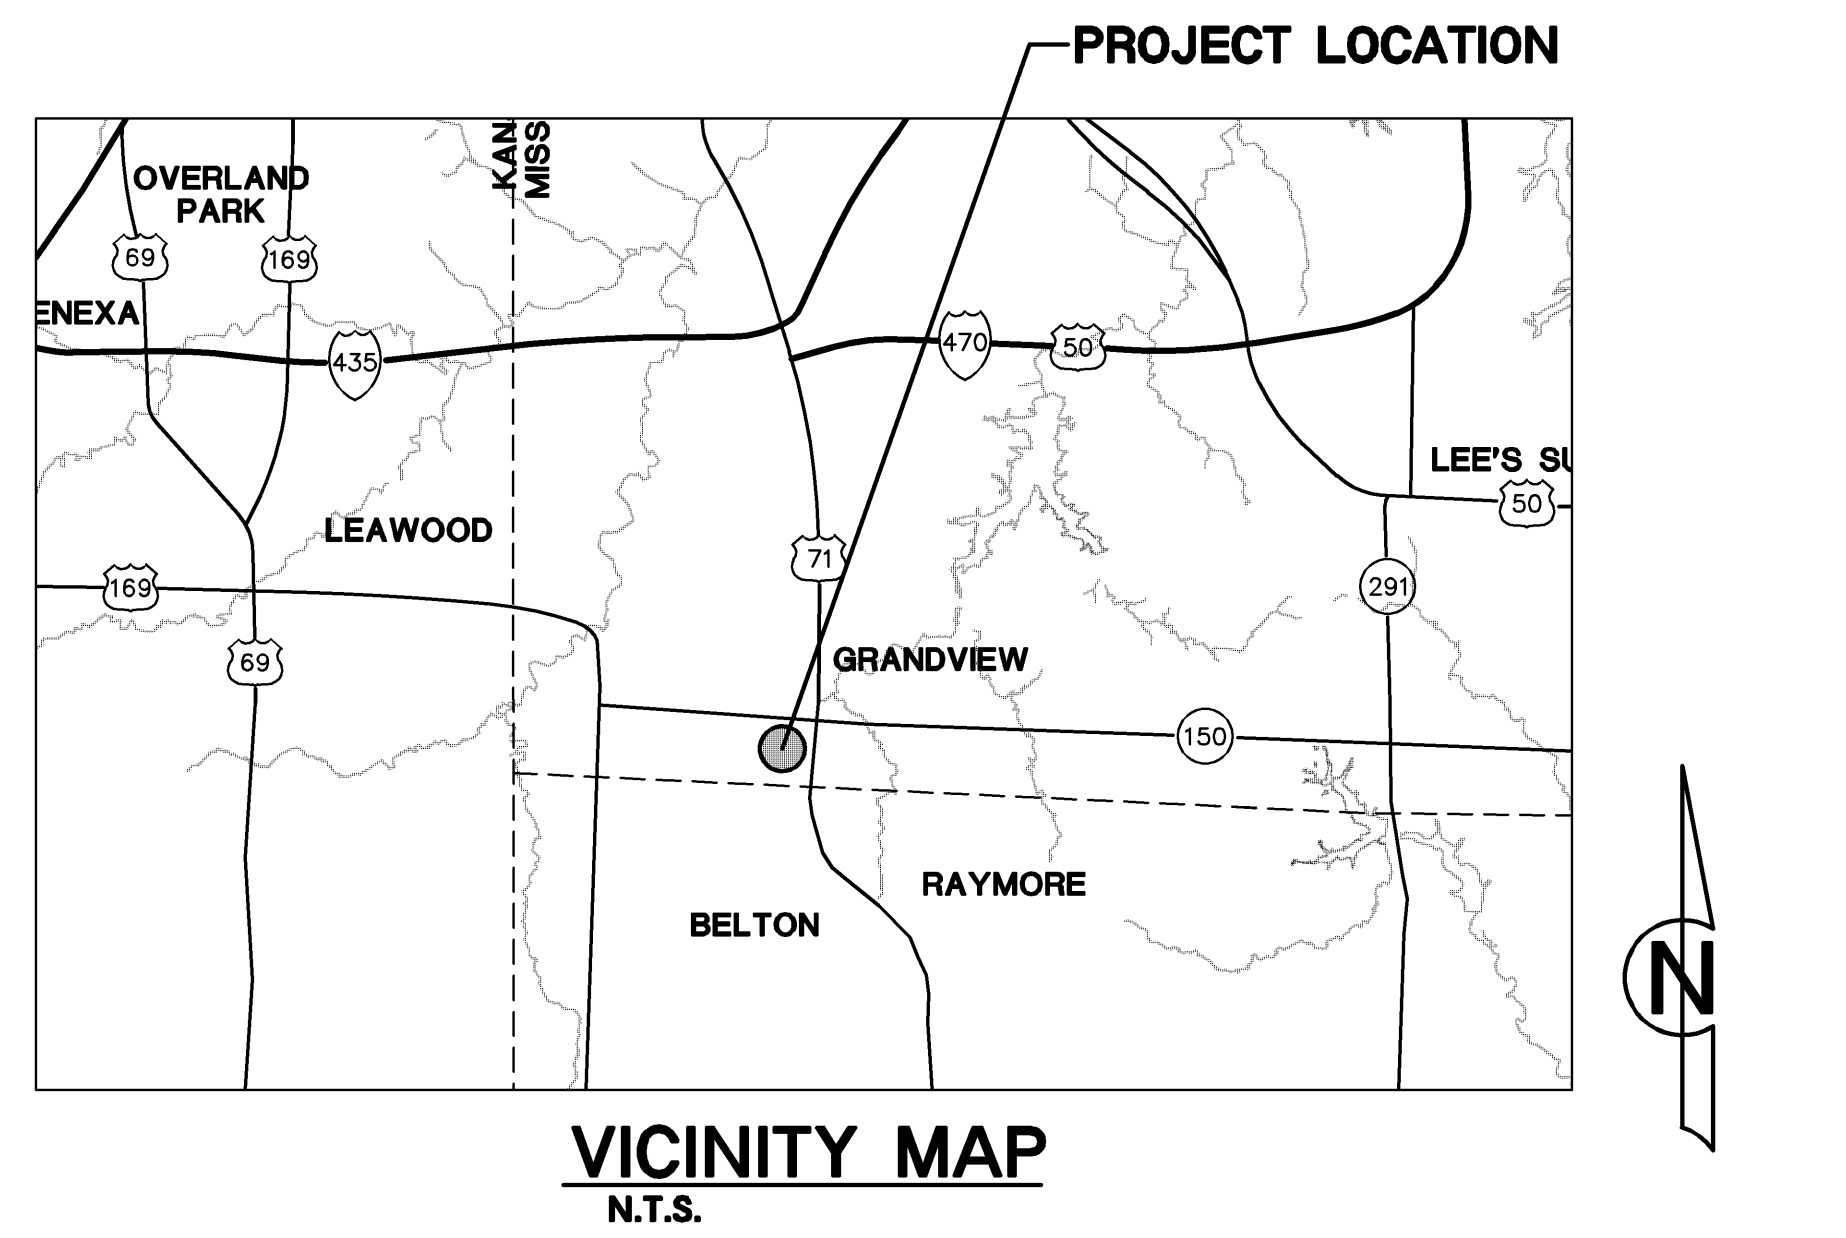 PROJECT LOCATION
KAN
MISS
OVERLAND
PARK
69
169
ENEXA
435
470
50
LEE'S SU
50
LEAWOOD
71
169
291
69
GRANDVIEW
150
RAYMORE
BELTON
N
VICINITY MAP
N.T.S.